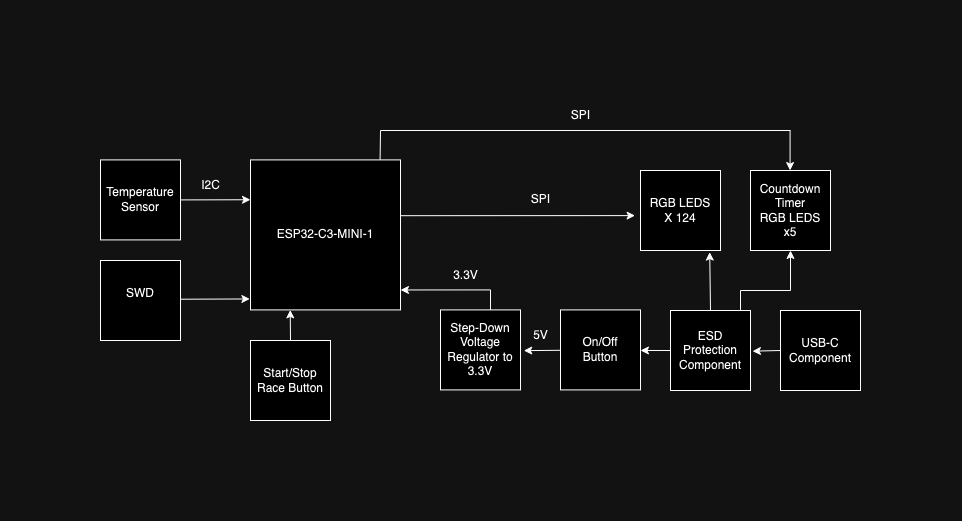 SPI
Temperature
Sensor
I2C
ESP32-C3-MINI-1
SPI
RGB LEDS
X 124
Countdown
Timer
RGB LEDS
x5
SWD
3.3V
Start/Stop
Race Button
Step-Down
Voltage
Regulator to
3.3V
5V
On/Off
Button
ESD
Protection
Component
USB-C
Component